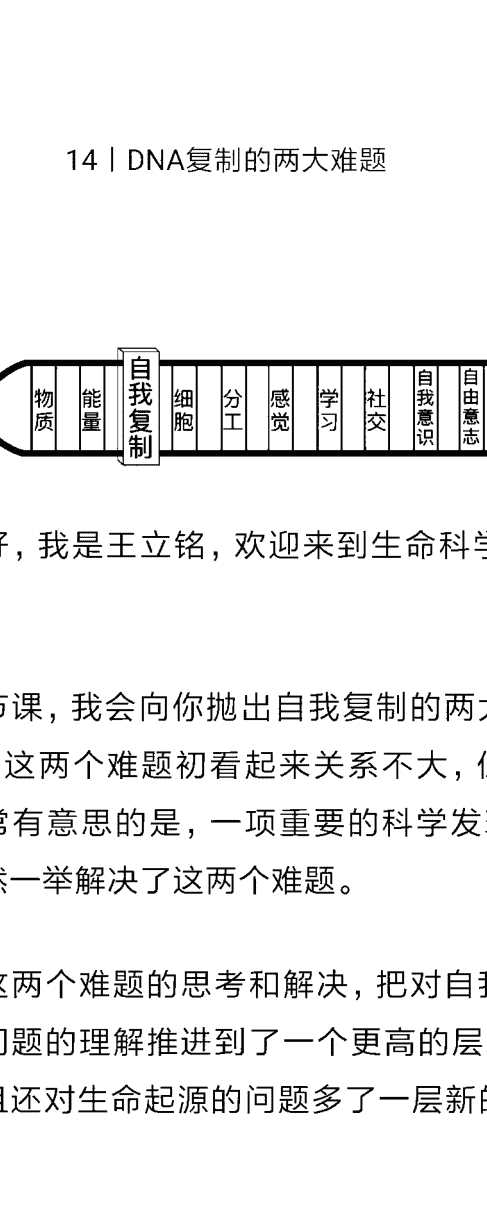 14丨DNA复制的两大难题
物质
能量
自我复制
细胞
分工
感觉
学习
社交
自我意识
自由意志
好，我是王立铭，欢迎来到生命科学
节课，我会向你抛出自我复制的两大
这两个难题初看起来关系不大，但
常有意思的是，一项重要的科学发现
然一举解决了这两个难题。
这两个难题的思考和解决，把对自我
问题的理解推进到了一个更高的层
且还对生命起源的问题多了一层新的